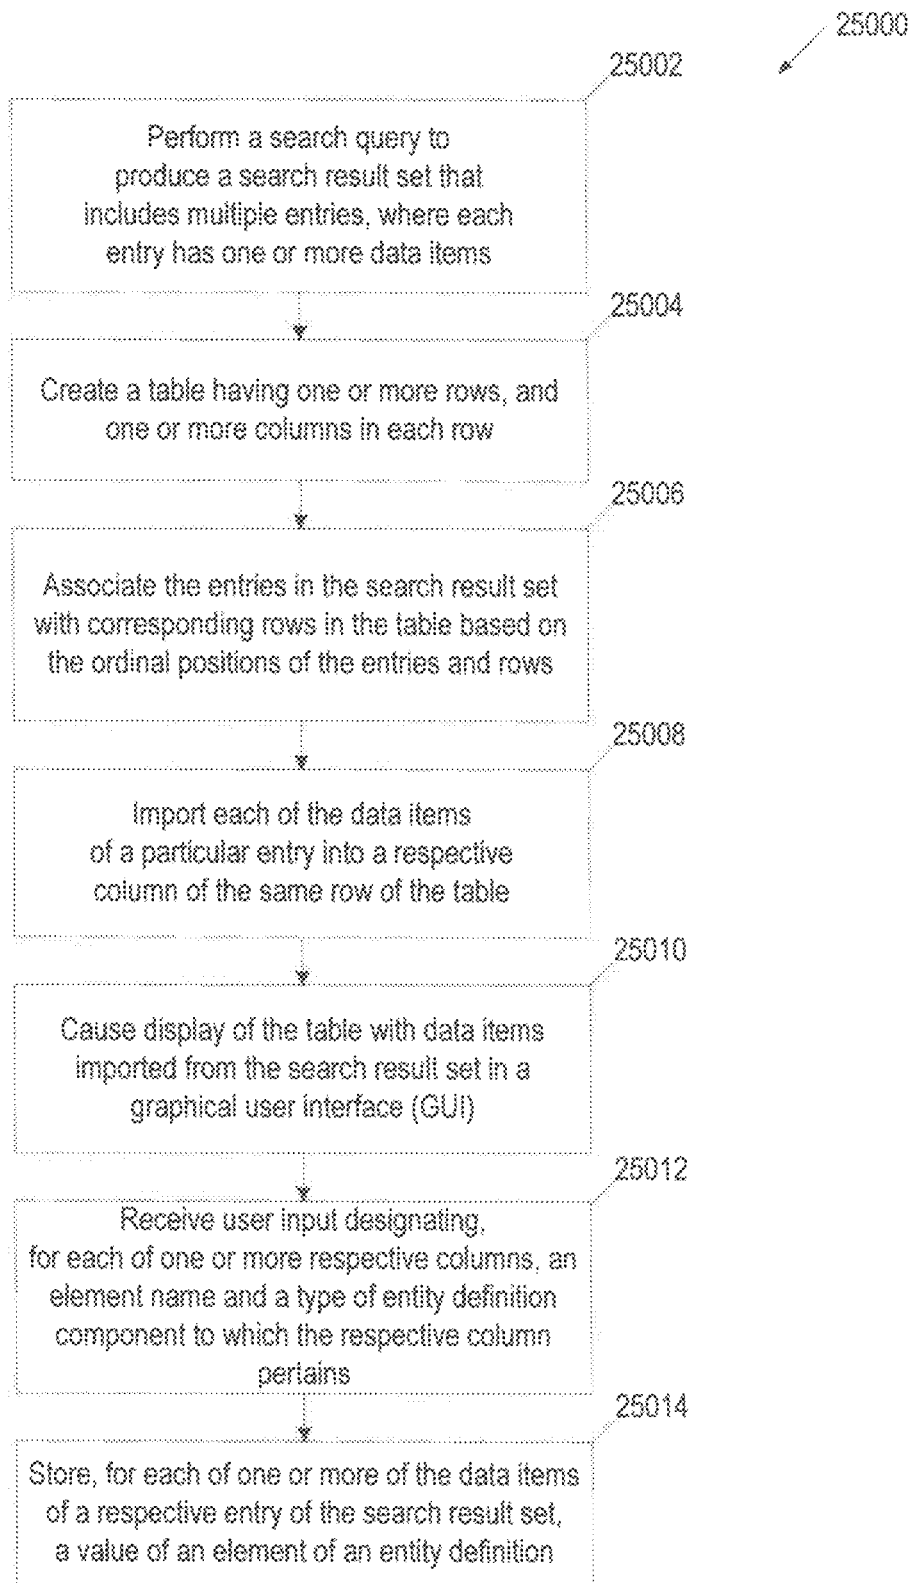 25000
25002
Perform a search query to
produce a search result set that
includes multiple entries, where each
entry has one or more data items
25004
Create a table having one or more rows, and
one or more columns in each row
25006
Associate the entries in the search result set
with corresponding rows in the table based on
the ordinal positions of the entries and rows
25008
Import each of the data items
of a particular entry into a respective
column of the same row of the table
25010
Cause display of the table with data items
imported from the search result set in a
graphical user interface (GUI)
25012
Receive user input designating,
for each of one or more respective columns, an
element name and a type of entity definition
component to which the respective column
pertains
25014
Store, for each of one or more of the data items
of a respective entry of the search result set,
a value of an element of an entity definition